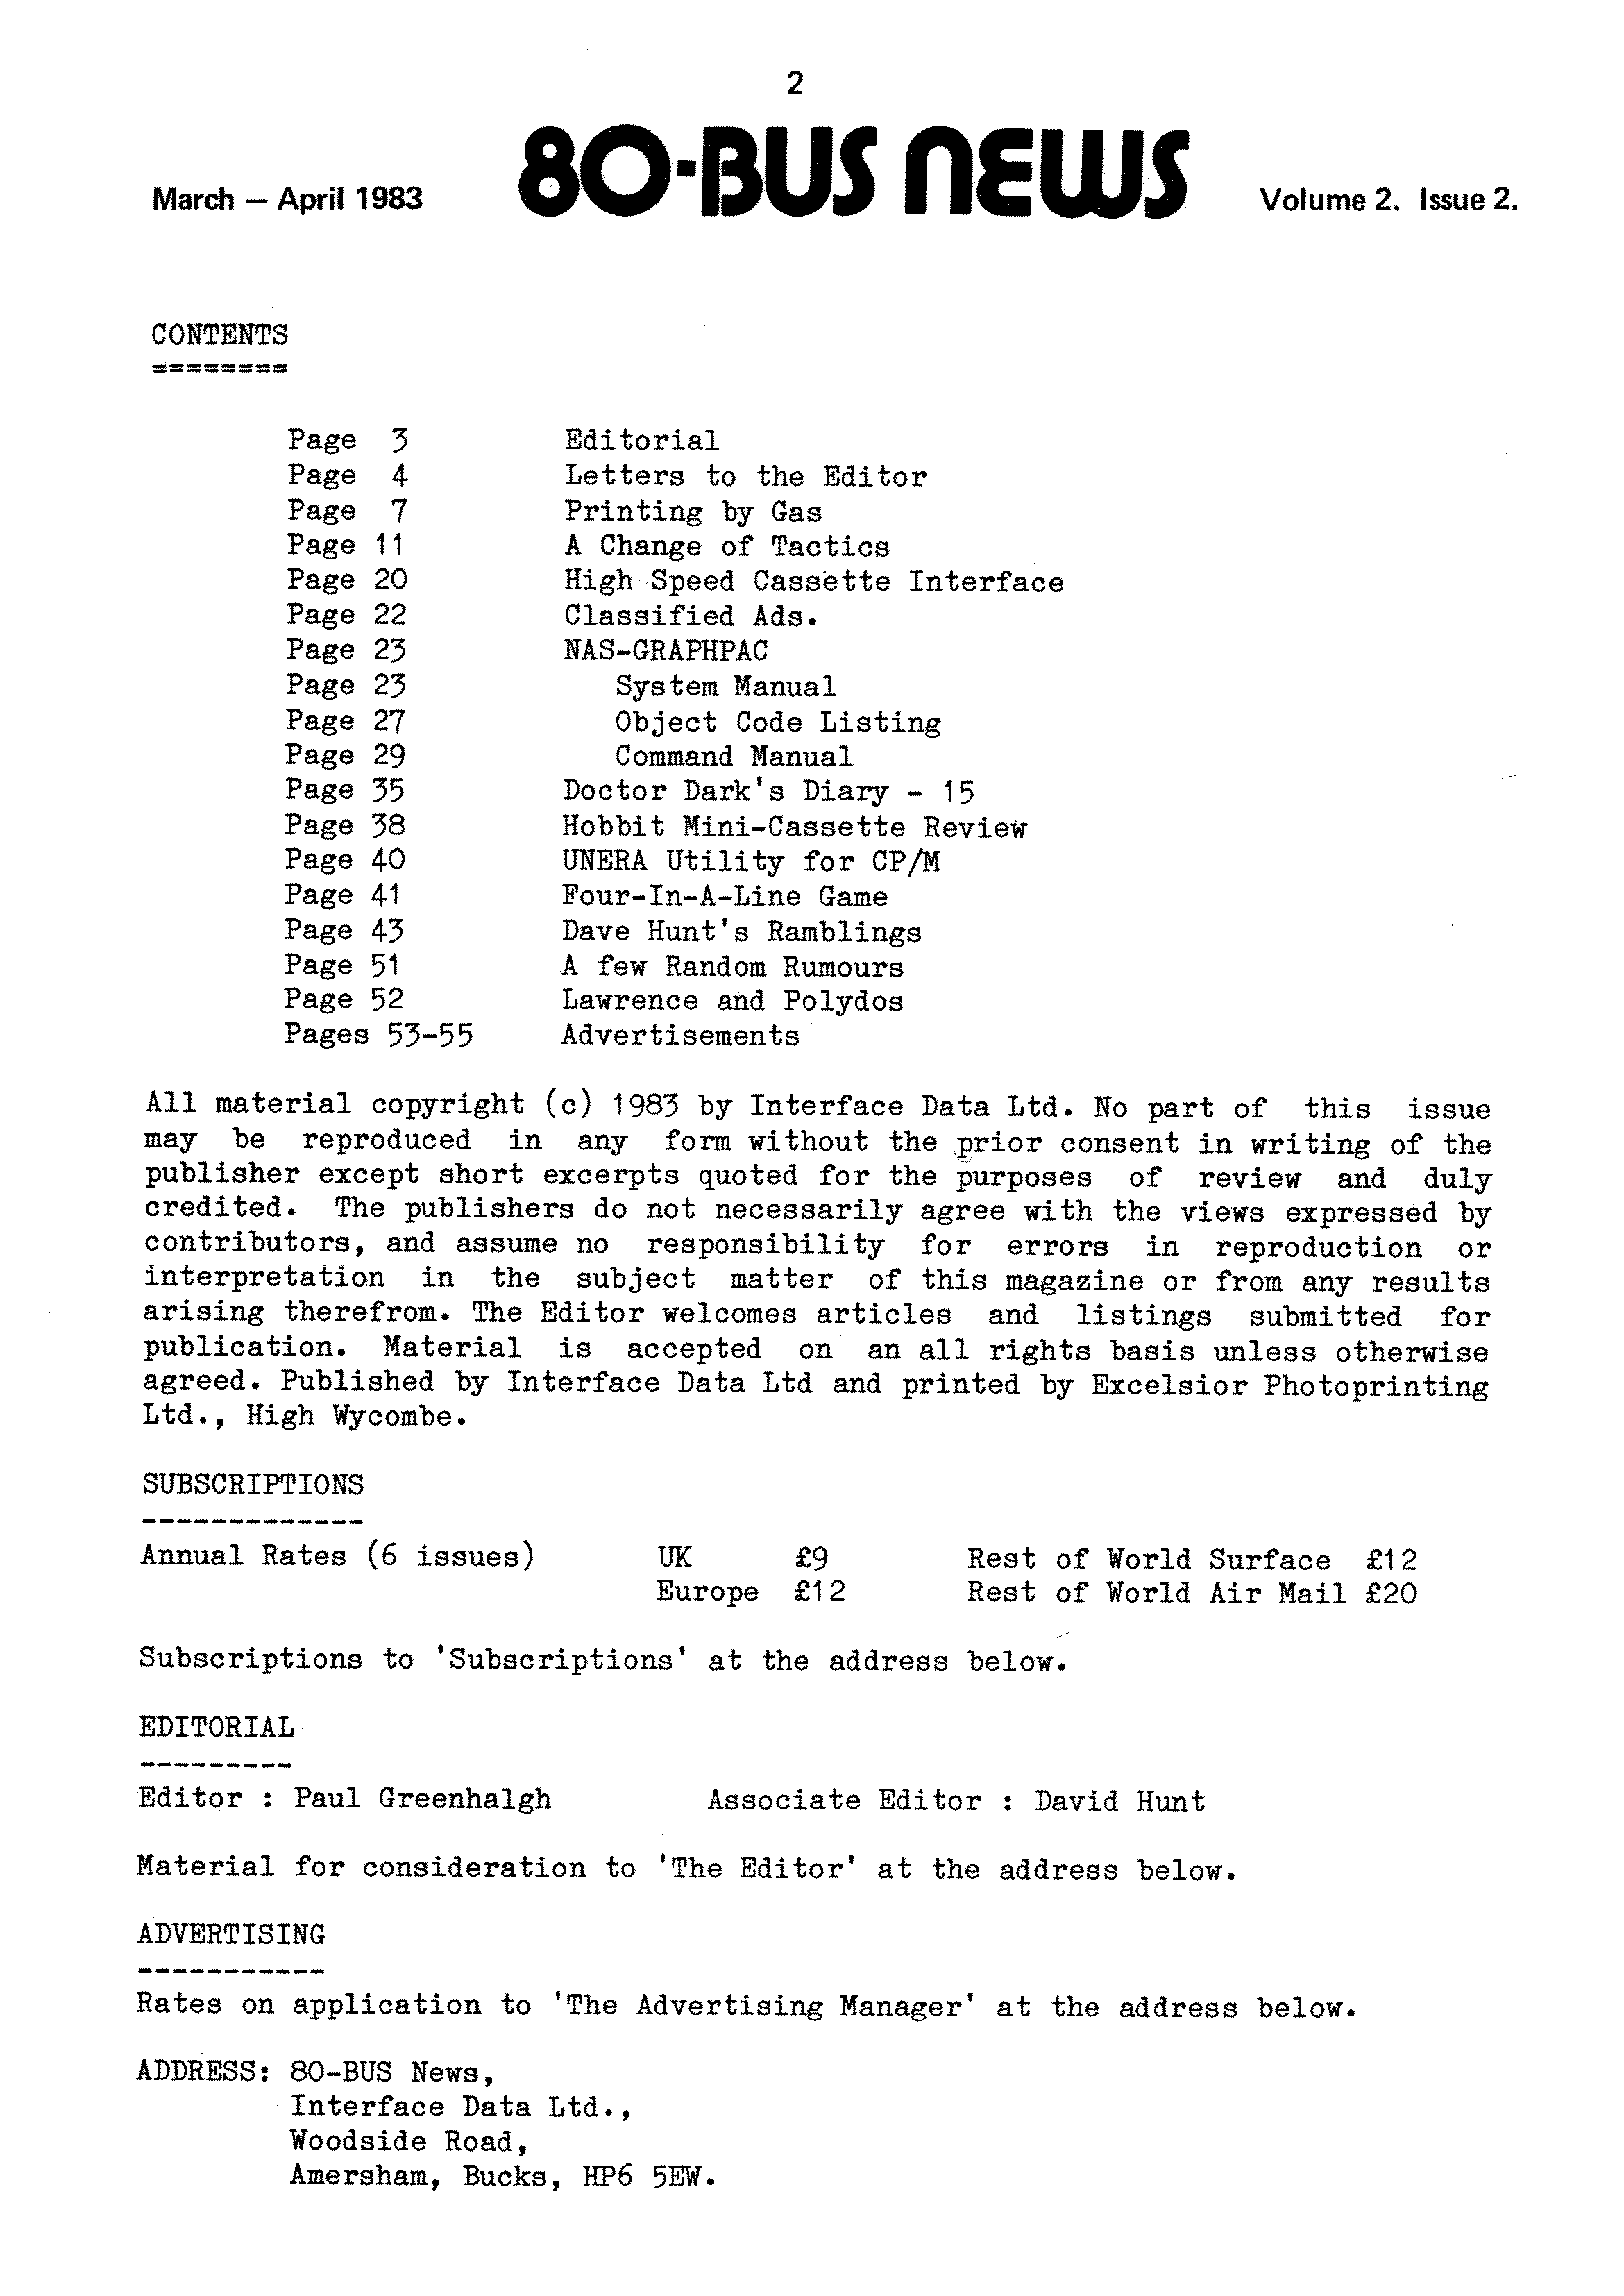 2
March — April 1983 80-BUS NEWS Volume 2. Issue 2.
CONTENTS
========
Page 3 Editorial
Page 4 Letters to the Editor
Page 7 Printing by Gas
Page 11 A Change of Tactics
Page 20 High Speed Cassette Interface
Page 22 Classified Ads.
Page 23 NAS-GRAPHPAC
Page 23 System Manual
Page 27 Object Code Listing
Page 29 Command Manual
Page 35 Doctor Dark's Diary - 15
Page 38 Hobbit Mini-Cassette Review
Page 40 UNERA Utility for CP/M
Page 41 Four-In-A-Line Game
Page 43 Dave Hunt's Ramblings
Page 51 A few Random Rumours
Page 52 Lawrence and Polydos
Pages 53-55 Advertisements
All material copyright (c) 1983 by Interface Data Ltd. No part of this issue
may be reproduced in any form without the prior consent in writing of the
publisher except short excerpts quoted for the purposes of review and duly
credited. The publishers do not necessarily agree with the views expressed by
contributors, and assume no responsibility for errors in reproduction or
interpretation in the subject matter of this magazine or from any results
arising therefrom. The Editor welcomes articles and listings submitted for
publication. Material is accepted on an all rights basis unless otherwise
agreed. Published by Interface Data Ltd and printed by Excelsior Photoprinting
Ltd., High Wycombe.
SUBSCRIPTIONS
-------------
Annual Rates (6 issues) UK £9 Rest of World Surface £12
Europe £12 Rest of World Air Mail £20
Subscriptions to 'Subscriptions' at the address below.
EDITORIAL
---------
Editor : Paul Greenhalgh Associate Editor : David Hunt
Material for consideration to 'The Editor' at the address below.
ADVERTISING
-----------
Rates on application to 'The Advertising Manager' at the address below.
ADDRESS: 80-BUS News,
Interface Data Ltd.,
Woodside Road,
Amersham, Bucks, HP6 5EW.